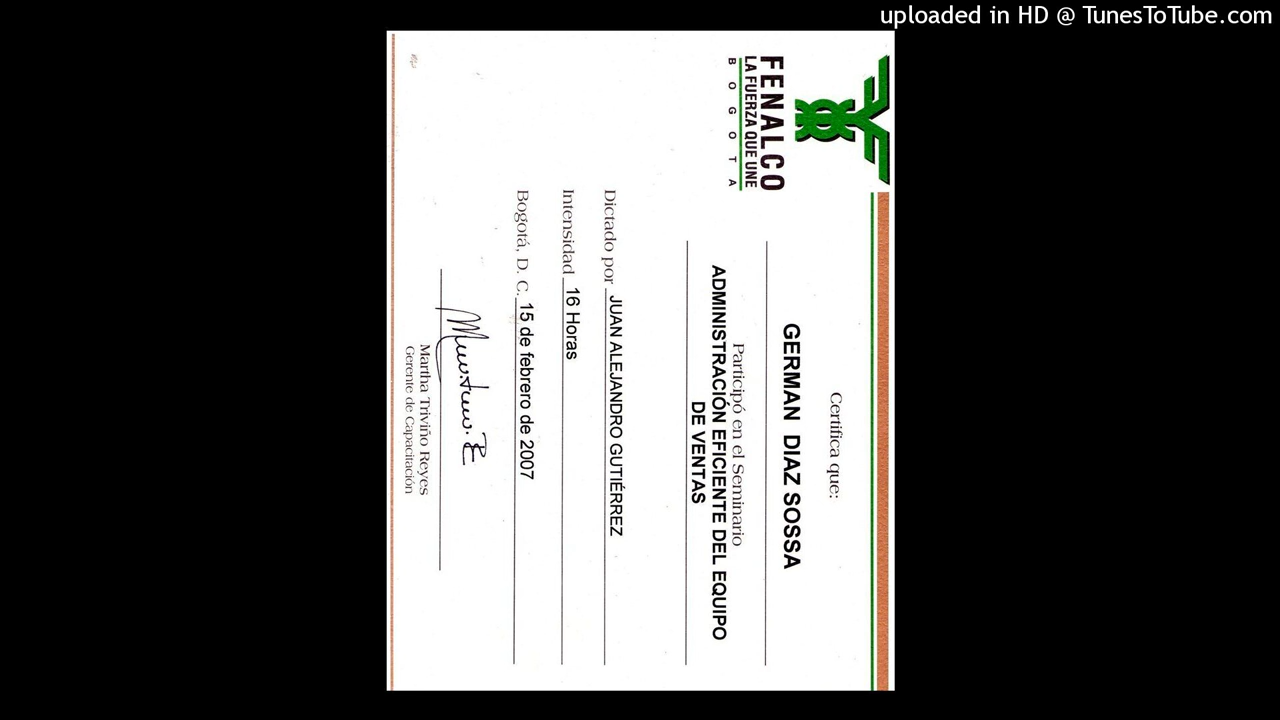 uploaded in HD @ TunesToTube.com
FENALCO
LA FUERZA QUE UNE
BOGOTA
Certifica que:
GERMAN DIAZ SOSSA
Participó en el Seminario
ADMINISTRACIÓN EFICIENTE DEL EQUIPO
DE VENTAS
Dictado por JUAN ALEJANDRO GUTIÉRREZ
Intensidad 16 Horas
Bogotá, D. C. 15 de febrero de 2007
Martha Triviño Reyes
Gerente de Capacitación